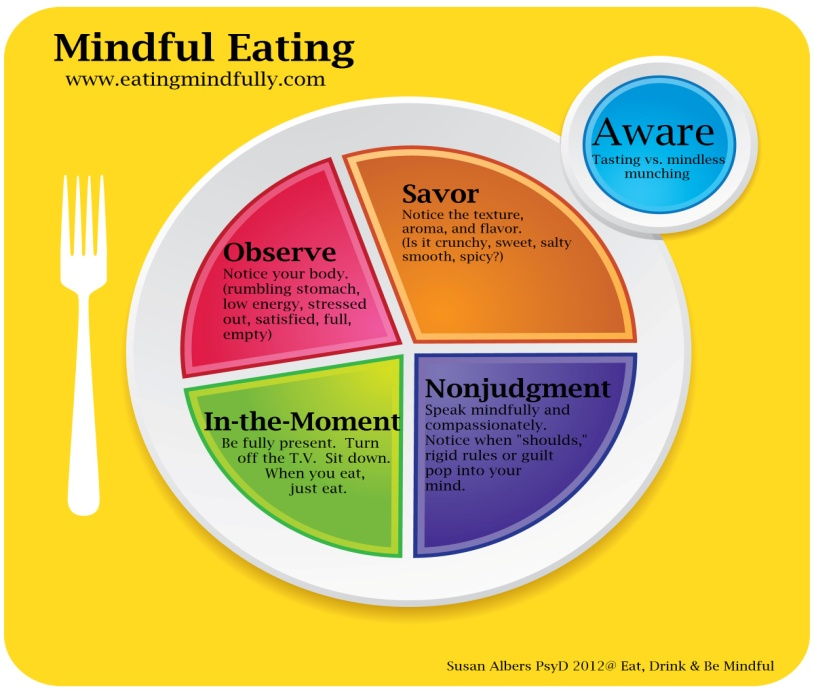 Mindful Eating
www.eatingmindfully.com
Aware
Tasting vs. mindless
munching
Savor
Notice the texture,
aroma, and flavor.
(Is it crunchy, sweet, salty
smooth, spicy?)
Observe
Notice your body.
(rumbling stomach,
low energy, stressed
out, satisfied, full,
empty)
In-the-Moment
Be fully present. Turn
off the T.V. Sit down.
When you eat,
just eat.
Nonjudgment
Speak mindfully and
compassionately.
Notice when "shoulds,"
rigid rules or guilt
pop into your
mind.
Susan Albers PsyD 2012@ Eat, Drink & Be Mindful